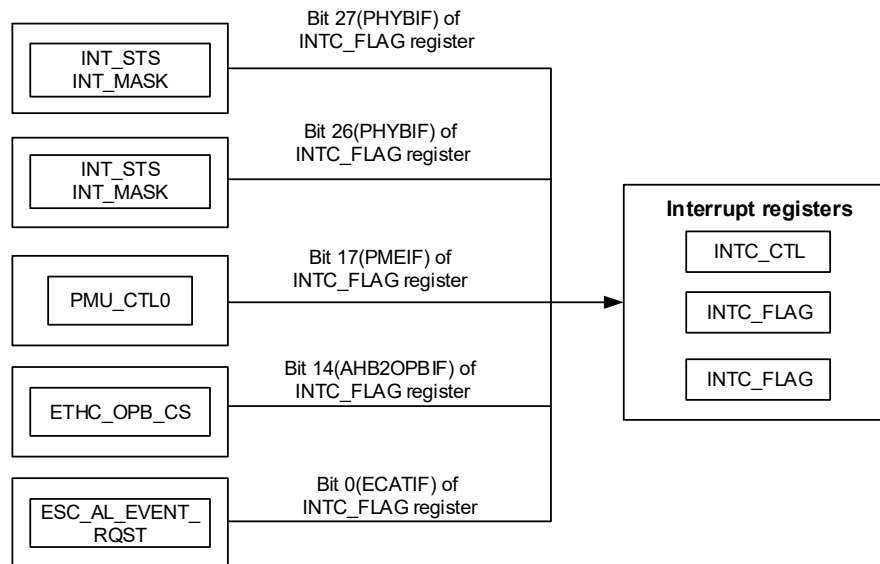 Bit 27(PHYBIF) of
INTC_FLAG register
INT_STS
INT_MASK
Bit 26(PHYBIF) of
INTC_FLAG register
INT_STS
INT_MASK
Bit 17(PMEIF) of
INTC_FLAG register
PMU_CTL0
Bit 14(AHB2OPBIF) of
INTC_FLAG register
ETHC_OPB_CS
Bit 0(ECATIF) of
INTC_FLAG register
ESC_AL_EVENT_
RQST
Interrupt registers
INTC_CTL
INTC_FLAG
INTC_FLAG